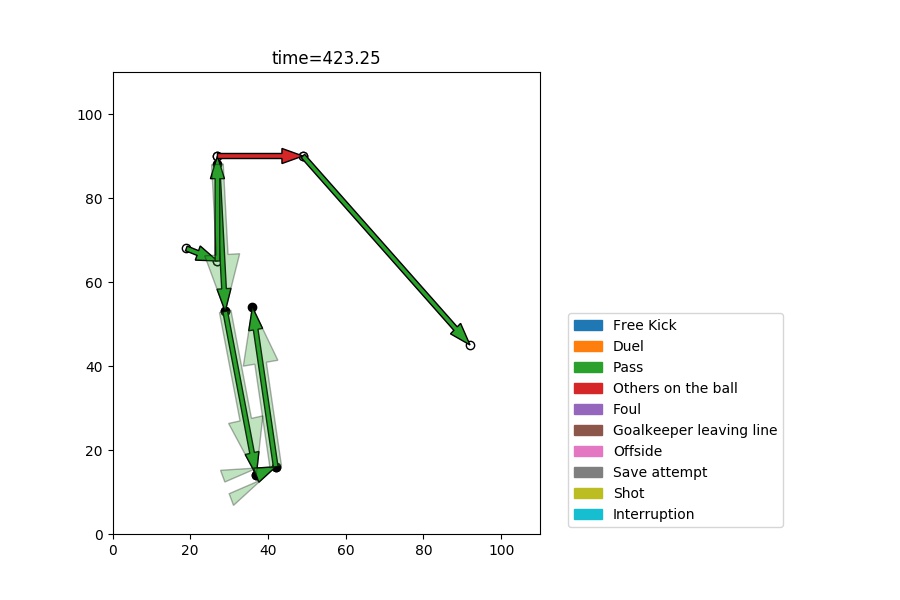 time=423.25
100
80
60
40
20
0
0 20 40 60 80 100
Free Kick
Duel
Pass
Others on the ball
Foul
Goalkeeper leaving line
Offside
Save attempt
Shot
Interruption